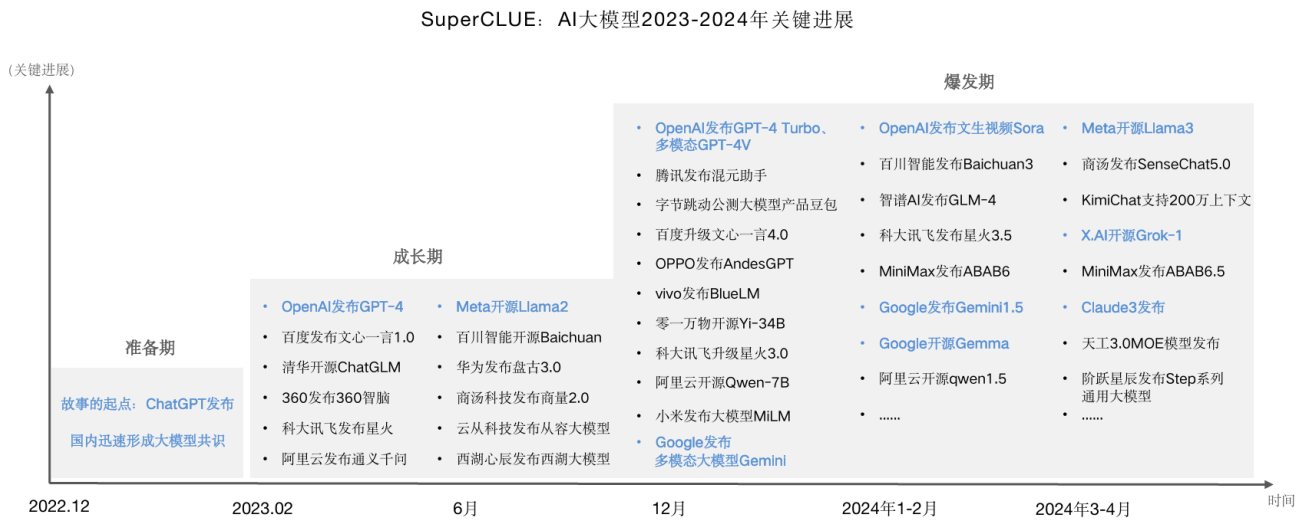 SuperCLUE：AI大模型2023-2024年关键进展
(关键进展)
准备期
故事的起点：ChatGPT发布
国内迅速形成大模型共识
成长期
• OpenAI发布GPT-4
• 百度发布文心一言1.0
• 清华开源ChatGLM
• 360发布360智脑
• 科大讯飞发布星火
• 阿里云发布通义千问
• Meta开源Llama2
• 百川智能开源Baichuan
• 华为发布盘古3.0
• 商汤科技发布商量2.0
• 云从科技发布从容大模型
• 西湖心辰发布西湖大模型
爆发期
• OpenAI发布GPT-4 Turbo、
多模态GPT-4V
• 腾讯发布混元助手
• 字节跳动公测大模型产品豆包
• 百度升级文心一言4.0
• OPPO发布AndesGPT
• vivo发布BlueLM
• 零一万物开源Yi-34B
• 科大讯飞升级星火3.0
• 阿里云开源Qwen-7B
• 小米发布大模型MiLM
• Google发布
多模态大模型Gemini
• OpenAI发布文生视频Sora
• 百川智能发布Baichuan3
• 智谱AI发布GLM-4
• 科大讯飞发布星火3.5
• MiniMax发布ABAB6
• Google发布Gemini1.5
• Google开源Gemma
• 阿里云开源qwen1.5
• ......
• Meta开源Llama3
• 商汤发布SenseChat5.0
• KimiChat支持200万上下文
• X.AI开源Grok-1
• MiniMax发布ABAB6.5
• Claude3发布
• 天工3.0MOE模型发布
• 阶跃星辰发布Step系列
通用大模型
• ......
2022.12
2023.02
6月
12月
2024年1-2月
2024年3-4月
时间